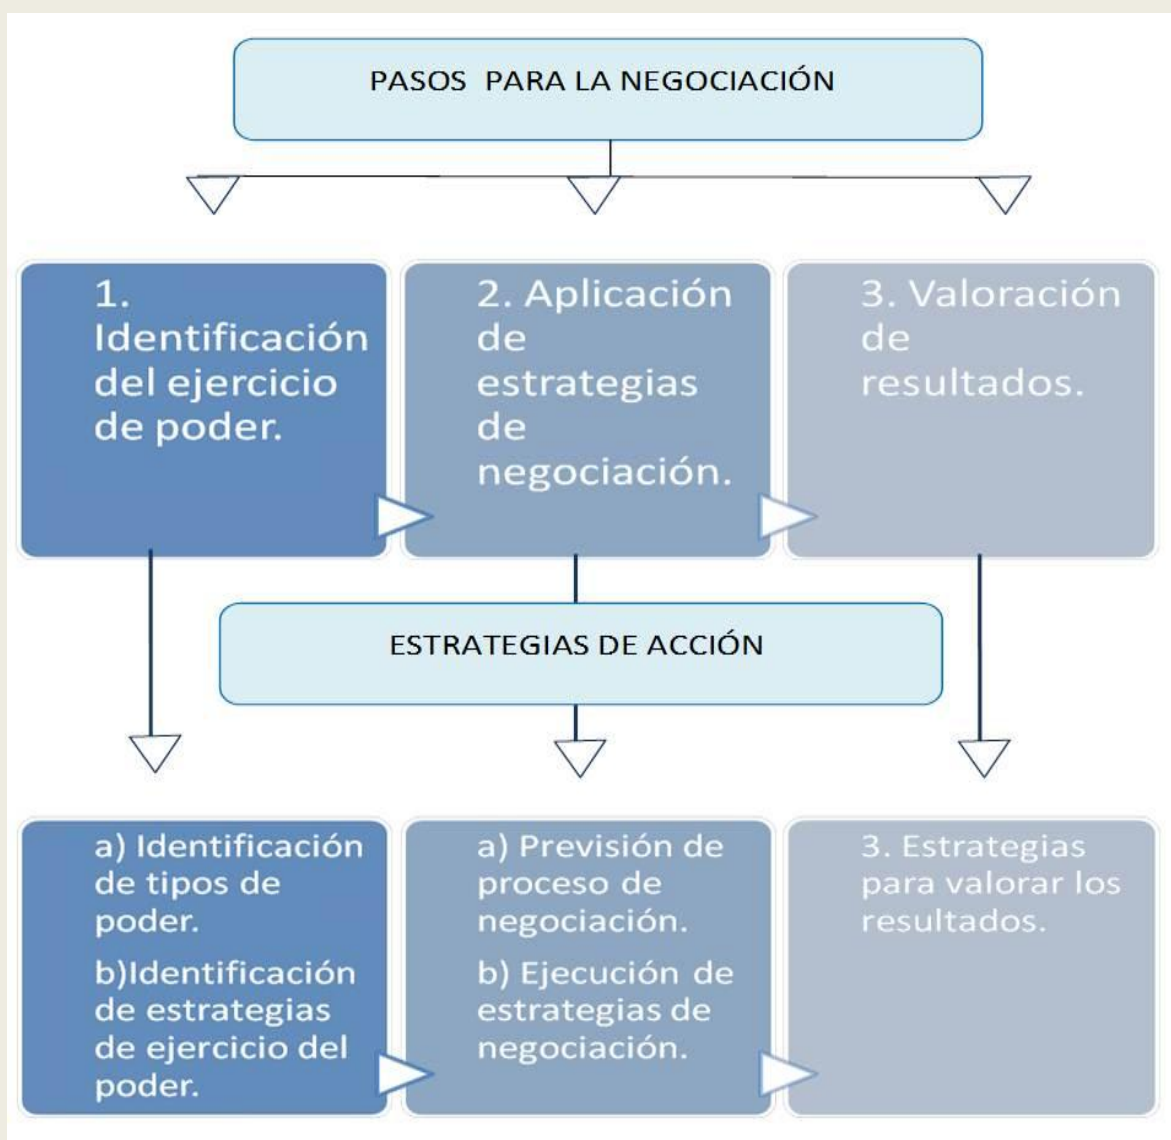 PASOS PARA LA NEGOCIACIÓN
1.
Identificación
del ejercicio
de poder.
2. Aplicación
de
estrategias
de
negociación.
3. Valoración
de
resultados.
ESTRATEGIAS DE ACCIÓN
a) Identificación
de tipos de
poder.
b)Identificación
de estrategias
de ejercicio del
poder.
a) Previsión de
proceso de
negociación.
b) Ejecución de
estrategias de
negociación.
3. Estrategias
para valorar los
resultados.